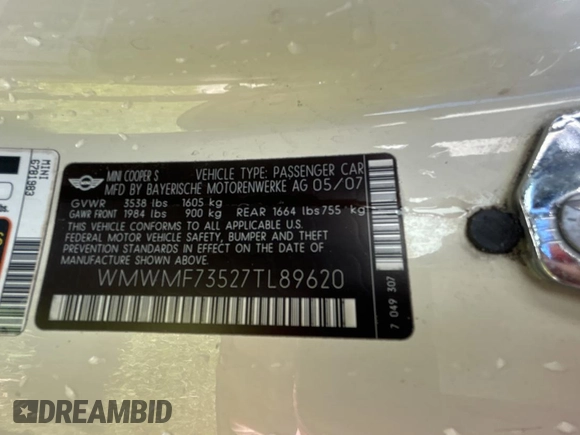 MINI
6781983
MINI COOPER S VEHICLE TYPE: PASSENGER CAR
MFD BY BAYERISCHE MOTORENWERKE AG 05/07
GVWR 3538 lbs 1605 kg
GAWR FRONT 1984 lbs 900 kg REAR 1664 lbs 755 kg
THIS VEHICLE CONFORMS TO ALL APPLICABLE U.S.
FEDERAL MOTOR VEHICLE SAFETY, BUMPER AND THEFT
PREVENTION STANDARDS IN EFFECT ON THE DATE OF
MANUFACTURE SHOWN ABOVE.
WMWMF73527TL89620
7 049 307
DREAMBID